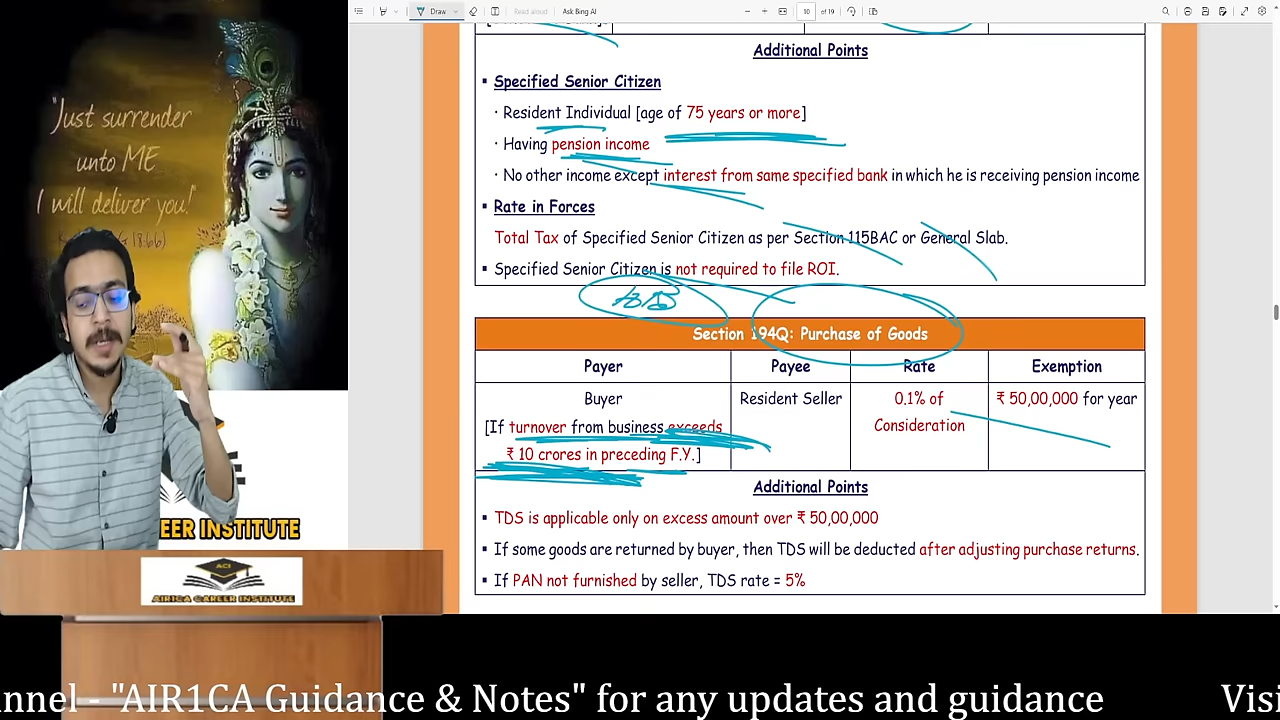 Draw
Read aloud
Ask Bing AI
10 of 19
"Just surrender
unto ME
I will deliver you!"
Additional Points
▪ Specified Senior Citizen
· Resident Individual [age of 75 years or more]
· Having pension income
· No other income except interest from same specified bank in which he is receiving pension income
▪ Rate in Forces
Total Tax of Specified Senior Citizen as per Section 115BAC or General Slab.
▪ Specified Senior Citizen is not required to file ROI.
Section 194Q: Purchase of Goods
Payer Payee Rate Exemption
Buyer Resident Seller 0.1% of ₹ 50,00,000 for year
[If turnover from business exceeds Consideration
₹ 10 crores in preceding F.Y.]
Additional Points
▪ TDS is applicable only on excess amount over ₹ 50,00,000
▪ If some goods are returned by buyer, then TDS will be deducted after adjusting purchase returns.
▪ If PAN not furnished by seller, TDS rate = 5%
EER INSTITUTE
ACI
AIR1CA CAREER INSTITUTE
nnel - "AIR1CA Guidance & Notes" for any updates and guidance Visi